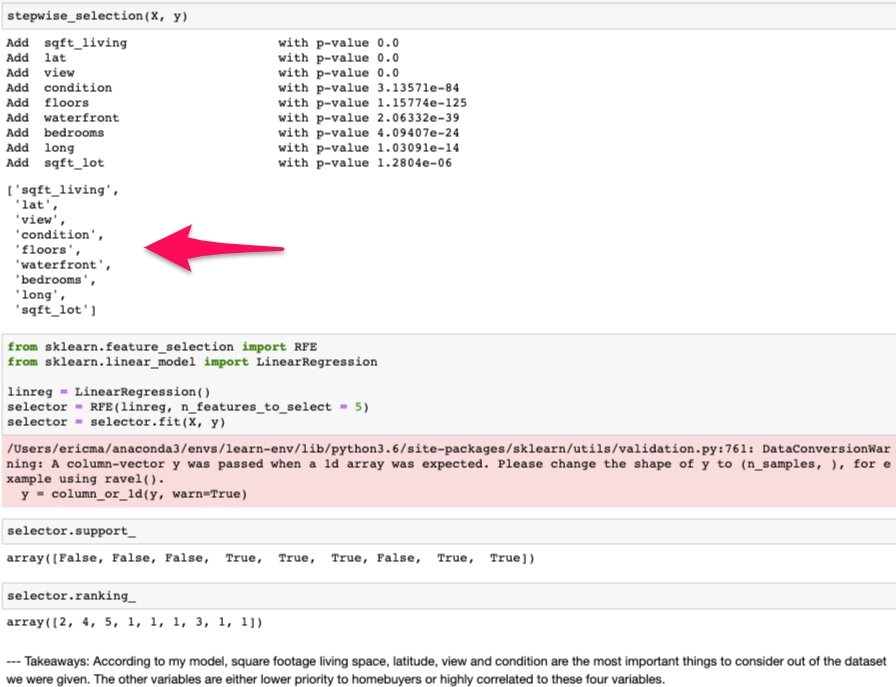 stepwise_selection(X, y)
Add sqft_living with p-value 0.0
Add lat with p-value 0.0
Add view with p-value 0.0
Add condition with p-value 3.13571e-84
Add floors with p-value 1.15774e-125
Add waterfront with p-value 2.06332e-39
Add bedrooms with p-value 4.09407e-24
Add long with p-value 1.03091e-14
Add sqft_lot with p-value 1.2804e-06
['sqft_living',
'lat',
'view',
'condition',
'floors',
'waterfront',
'bedrooms',
'long',
'sqft_lot']
from sklearn.feature_selection import RFE
from sklearn.linear_model import LinearRegression
linreg = LinearRegression()
selector = RFE(linreg, n_features_to_select = 5)
selector = selector.fit(X, y)
/Users/ericma/anaconda3/envs/learn-env/lib/python3.6/site-packages/sklearn/utils/validation.py:761: DataConversionWar
ning: A column-vector y was passed when a 1d array was expected. Please change the shape of y to (n_samples, ), for e
xample using ravel().
y = column_or_1d(y, warn=True)
selector.support_
array([False, False, False, True, True, True, False, True, True])
selector.ranking_
array([2, 4, 5, 1, 1, 1, 3, 1, 1])
--- Takeaways: According to my model, square footage living space, latitude, view and condition are the most important things to consider out of the dataset
we were given. The other variables are either lower priority to homebuyers or highly correlated to these four variables.